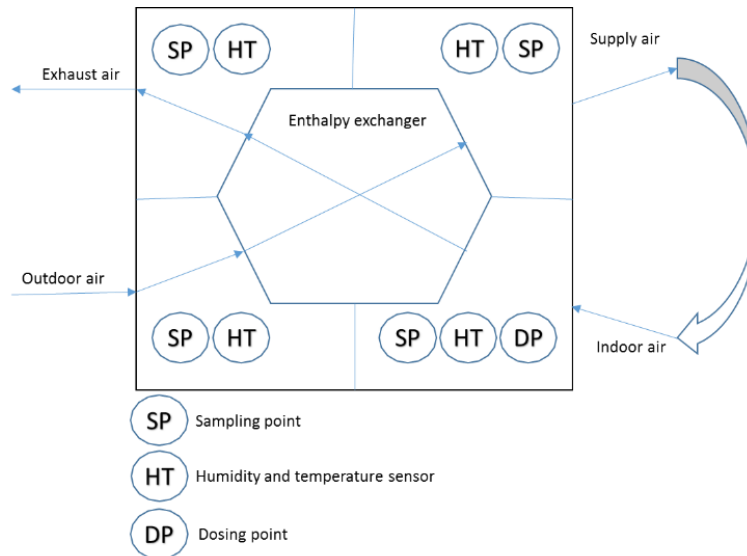 SP HT
HT SP
Supply air
Exhaust air
Enthalpy exchanger
Outdoor air
Indoor air
SP HT
SP HT DP
SP Sampling point
HT Humidity and temperature sensor
DP Dosing point